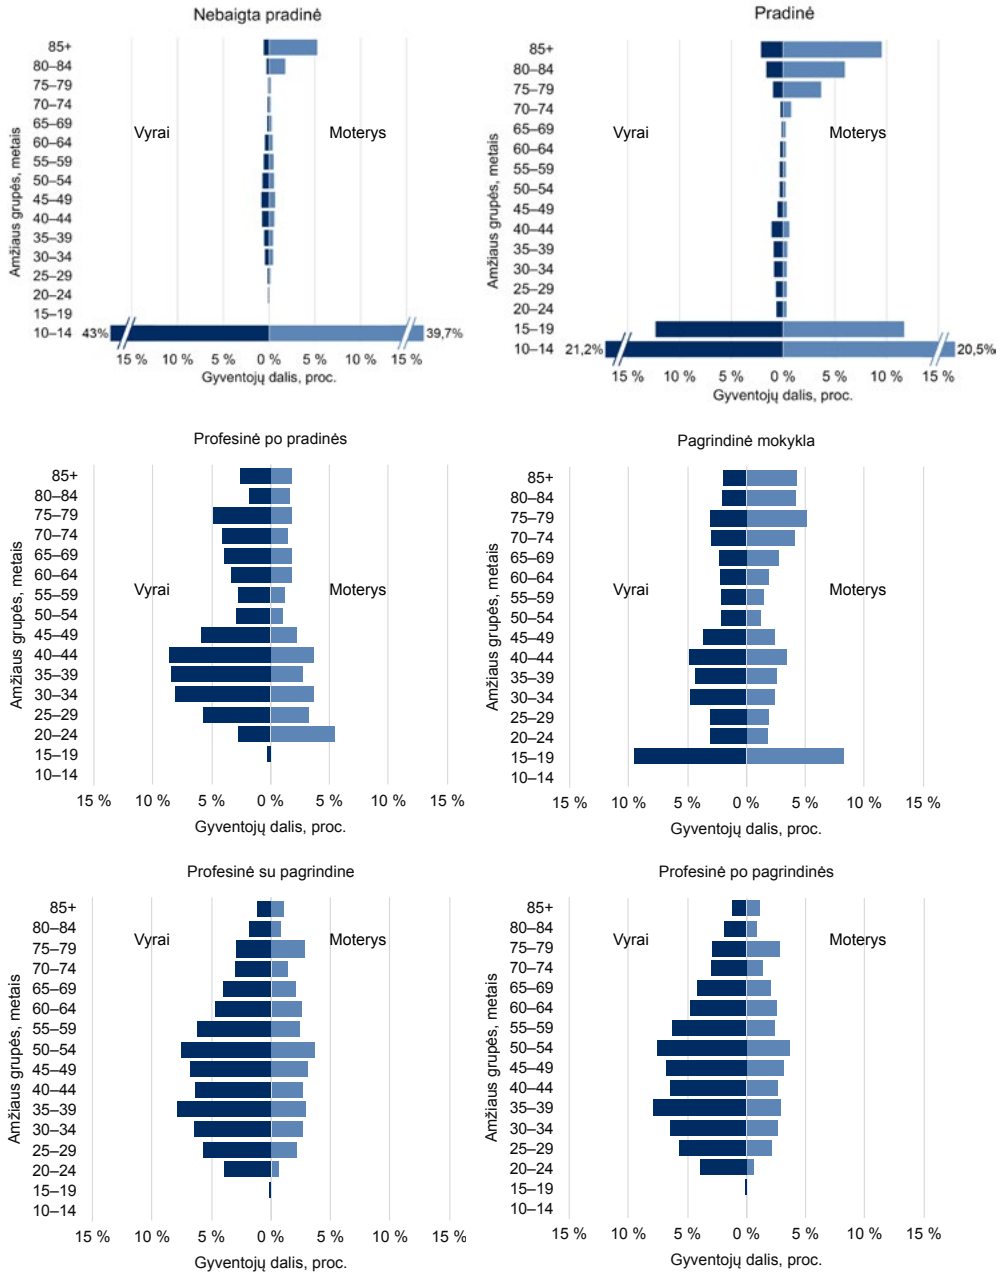 Nebaigta pradinė
85+
80–84
75–79
70–74
65–69
60–64
55–59
50–54
45–49
40–44
35–39
30–34
25–29
20–24
15–19
10–14
Amžiaus grupės, metais
Vyrai
Moterys
43%
39,7%
15 % 10 % 5 % 0 % 5 % 10 % 15 %
Gyventojų dalis, proc.
Pradinė
85+
80–84
75–79
70–74
65–69
60–64
55–59
50–54
45–49
40–44
35–39
30–34
25–29
20–24
15–19
10–14
Amžiaus grupės, metais
Vyrai
Moterys
21,2%
20,5%
15 % 10 % 5 % 0 % 5 % 10 % 15 %
Gyventojų dalis, proc.
Profesinė po pradinės
85+
80–84
75–79
70–74
65–69
60–64
55–59
50–54
45–49
40–44
35–39
30–34
25–29
20–24
15–19
10–14
Amžiaus grupės, metais
Vyrai
Moterys
15 % 10 % 5 % 0 % 5 % 10 % 15 %
Gyventojų dalis, proc.
Pagrindinė mokykla
85+
80–84
75–79
70–74
65–69
60–64
55–59
50–54
45–49
40–44
35–39
30–34
25–29
20–24
15–19
10–14
Amžiaus grupės, metais
Vyrai
Moterys
15 % 10 % 5 % 0 % 5 % 10 % 15 %
Gyventojų dalis, proc.
Profesinė su pagrindine
85+
80–84
75–79
70–74
65–69
60–64
55–59
50–54
45–49
40–44
35–39
30–34
25–29
20–24
15–19
10–14
Amžiaus grupės, metais
Vyrai
Moterys
15 % 10 % 5 % 0 % 5 % 10 % 15 %
Gyventojų dalis, proc.
Profesinė po pagrindinės
85+
80–84
75–79
70–74
65–69
60–64
55–59
50–54
45–49
40–44
35–39
30–34
25–29
20–24
15–19
10–14
Amžiaus grupės, metais
Vyrai
Moterys
15 % 10 % 5 % 0 % 5 % 10 % 15 %
Gyventojų dalis, proc.